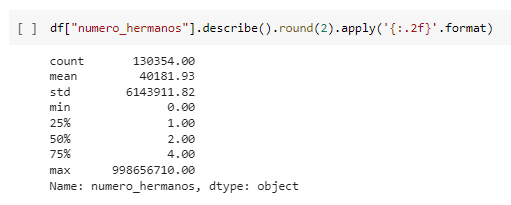 [ ] df["numero_hermanos"].describe().round(2).apply('{:.2f}'.format)
count 130354.00
mean 40181.93
std 6143911.82
min 0.00
25% 1.00
50% 2.00
75% 4.00
max 998656710.00
Name: numero_hermanos, dtype: object